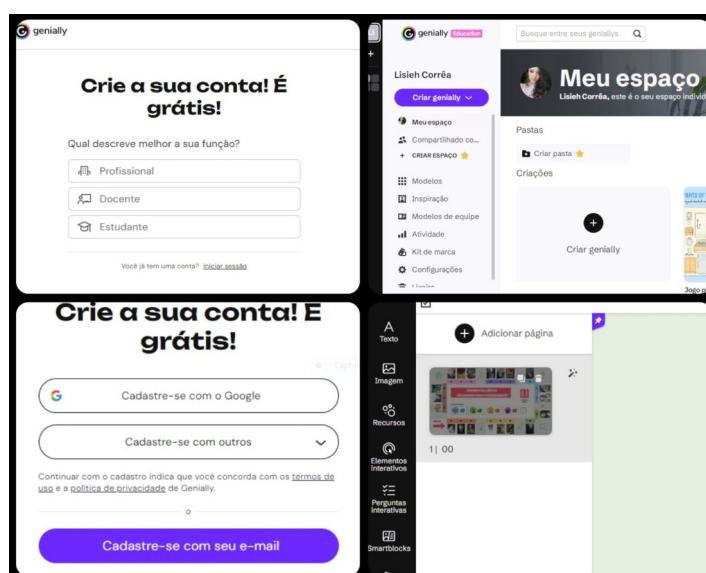 genially
Crie a sua conta! É
grátis!
Qual descreve melhor a sua função?
Profissional
Docente
Estudante
Você já tem uma conta? Iniciar sessão
genially Education
Busque entre seus geniallys
Lisieh Corrêa
Criar genially
Meu espaço
Compartilhado co...
+ CRIAR ESPAÇO
Modelos
Inspiração
Modelos de equipe
Atividade
Kit de marca
Configurações
Meu espaço
Lisieh Corrêa, este é o seu espaço individ
Pastas
Criar pasta
Criações
Criar genially
Jogo p
Crie a sua conta! É
grátis!
Cadastre-se com o Google
Cadastre-se com outros
Continuar com o cadastro indica que você concorda com os termos de
uso e a política de privacidade de Genially.
o
Cadastre-se com seu e-mail
Texto
Imagem
Recursos
Elementos
Interativos
Perguntas
Interativas
Smartblocks
Adicionar página
1| 00